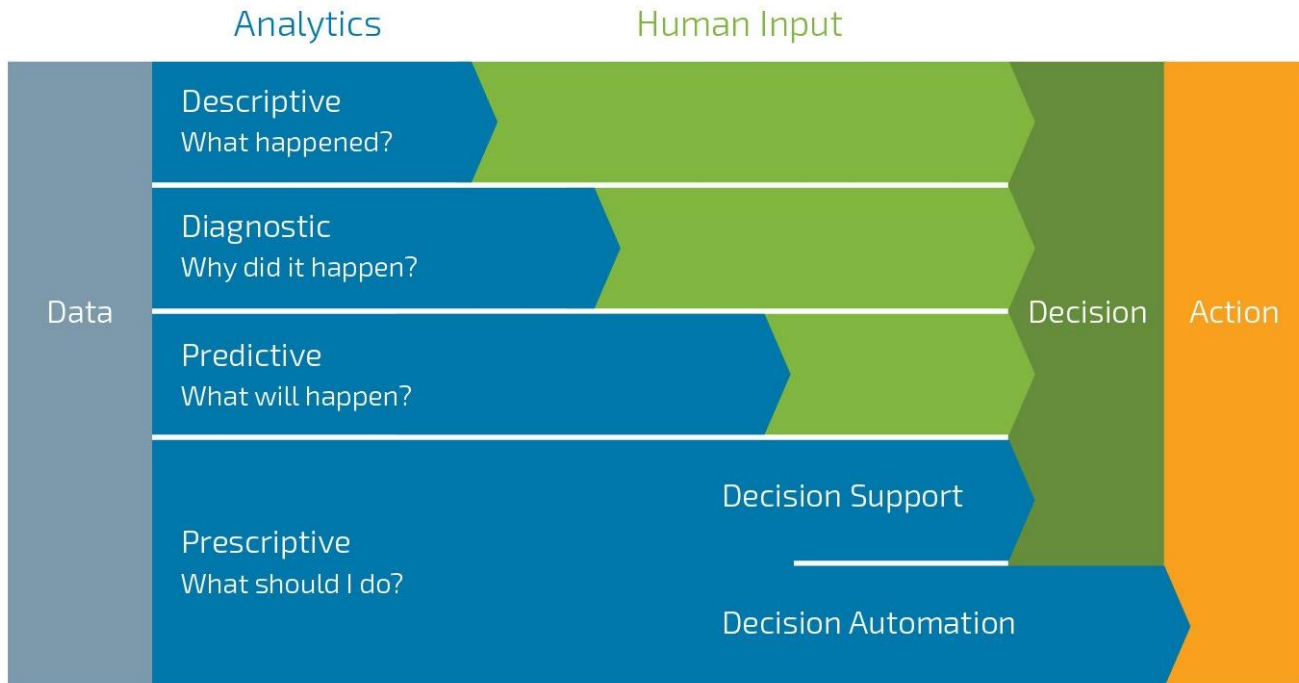 Analytics
Human Input
Descriptive
What happened?
Diagnostic
Why did it happen?
Data
Decision
Action
Predictive
What will happen?
Decision Support
Prescriptive
What should I do?
Decision Automation